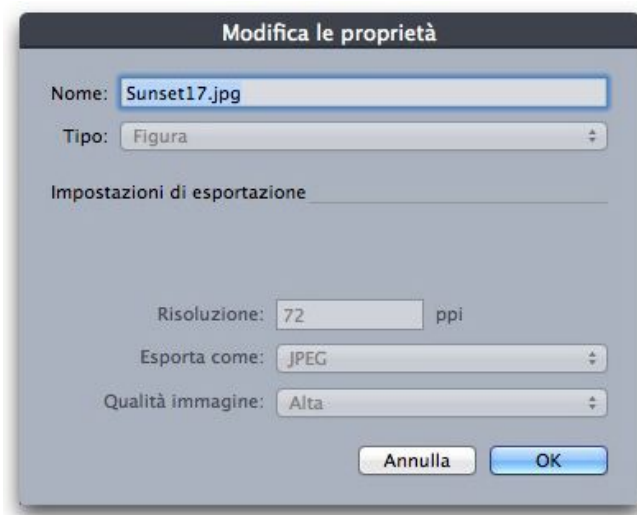 Modifica le proprietà
Nome: Sunset17.jpg
Tipo: Figura
Impostazioni di esportazione
Risoluzione: 72 ppi
Esporta come: JPEG
Qualità immagine: Alta
Annulla OK